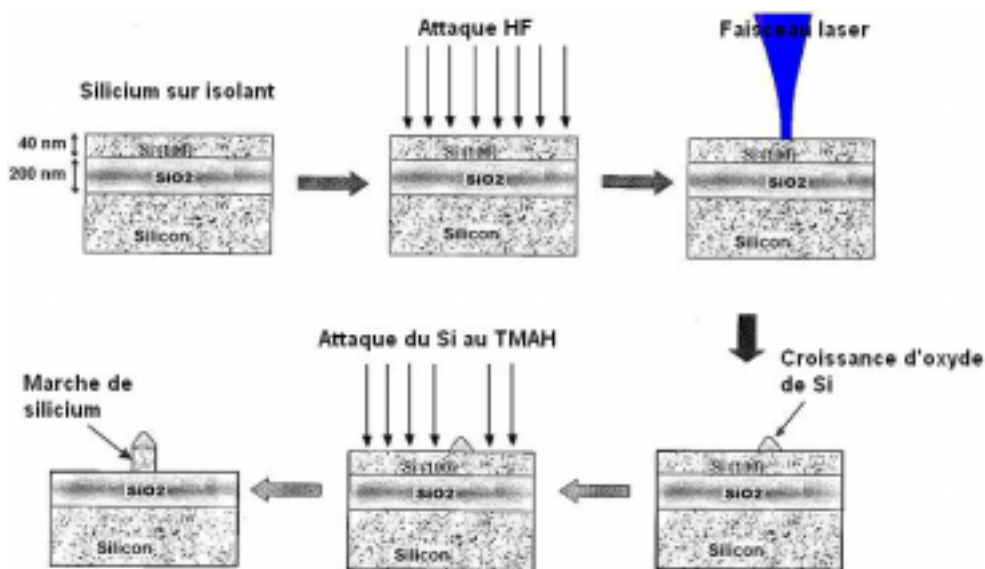 Attaque HF
Faisceau laser
Silicium sur isolant
40 nm
200 nm
Si (100)
SiO2
Silicon
Si (100)
SiO2
Silicon
Si (100)
SiO2
Silicon
Attaque du Si au TMAH
Croissance d'oxyde
de Si
Marche de
silicium
SiO2
Silicon
Si (100)
SiO2
Silicon
Si (100)
SiO2
Silicon